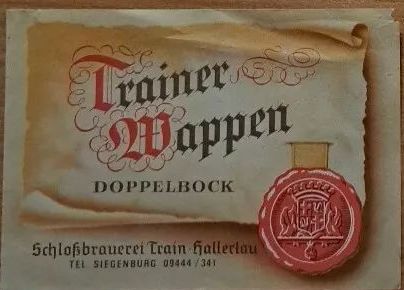 Trainer
Wappen
DOPPELBOCK
Schloßbrauerei Train·Hallertau
TEL SIEGENBURG 09444/341